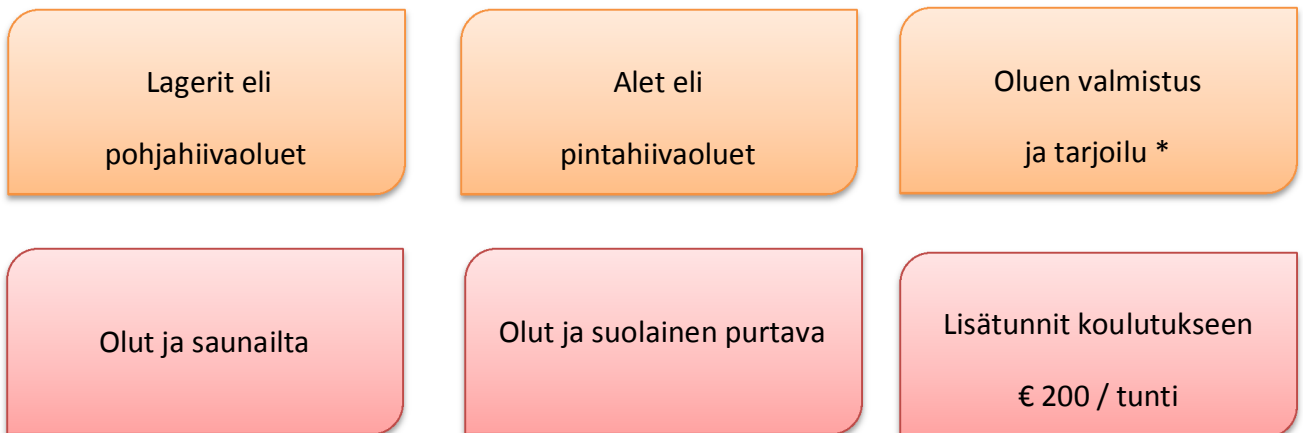 Lagerit eli
pohjahiivaoluet
Alet eli
pintahiivaoluet
Oluen valmistus
ja tarjoilu *
Olut ja saunailta
Olut ja suolainen purtava
Lisätunnit koulutukseen
€ 200 / tunti